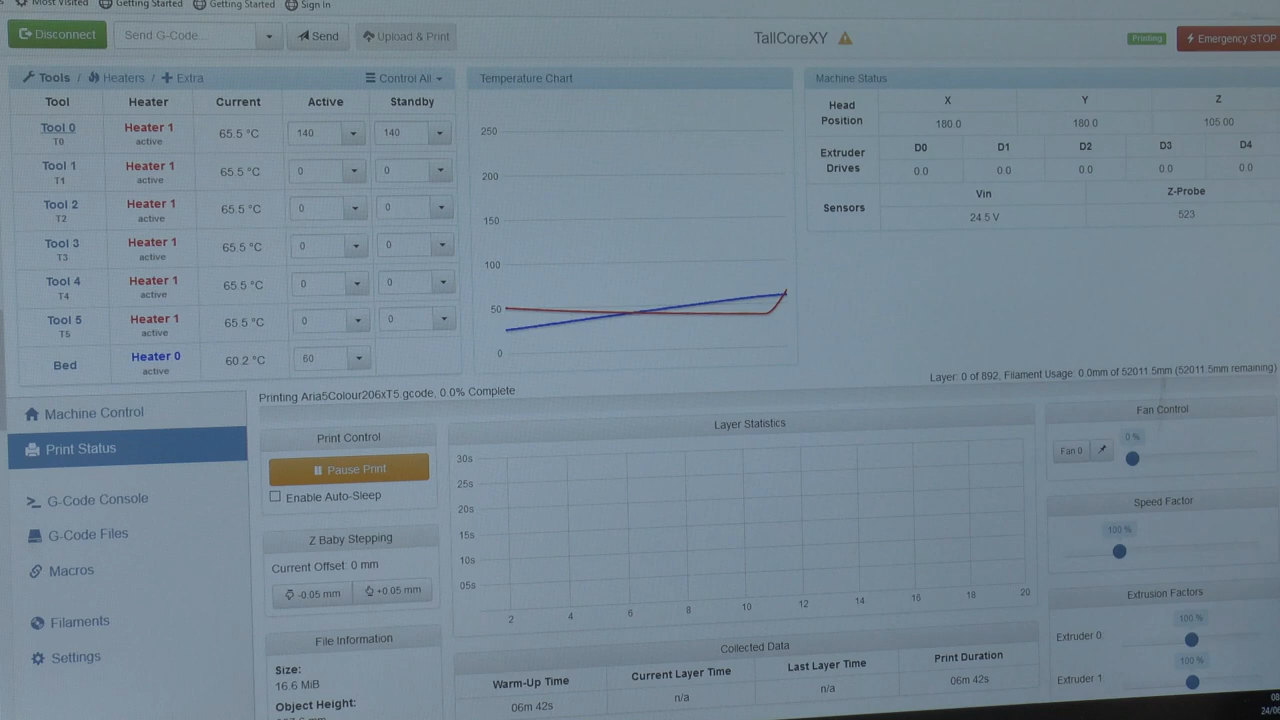 Most Visited Getting Started Getting Started Sign In
Disconnect Send G-Code... Send Upload & Print TallCoreXY Printing Emergency STOP
Tools / Heaters / Extra Control All
Tool Heater Current Active Standby
Tool 0 Heater 1 65.5 °C 140 140
T0 active
Tool 1 Heater 1 65.5 °C 0 0
T1 active
Tool 2 Heater 1 65.5 °C 0 0
T2 active
Tool 3 Heater 1 65.5 °C 0 0
T3 active
Tool 4 Heater 1 65.5 °C 0 0
T4 active
Tool 5 Heater 1 65.5 °C 0 0
T5 active
Bed Heater 0 60.2 °C 60
active
Temperature Chart
250
200
150
100
50
0
Machine Status
Head Position X Y Z
180.0 180.0 105.00
Extruder Drives D0 D1 D2 D3 D4
0.0 0.0 0.0 0.0 0.0
Sensors Vin Z-Probe
24.5 V 523
Printing Aria5Colour206xT5.gcode, 0.0% Complete
Layer: 0 of 892, Filament Usage: 0.0mm of 52011.5mm (52011.5mm remaining)
Machine Control
Print Status
G-Code Console
G-Code Files
Macros
Filaments
Settings
Print Control
Pause Print
Enable Auto-Sleep
Z Baby Stepping
Current Offset: 0 mm
-0.05 mm +0.05 mm
File Information
Size:
16.6 MiB
Object Height:
Layer Statistics
30s
25s
20s
15s
10s
05s
2 4 6 8 10 12 14 16 18 20
Collected Data
Warm-Up Time Current Layer Time Last Layer Time Print Duration
06m 42s n/a n/a 06m 42s
Fan Control
0 %
Fan 0
Speed Factor
100 %
Extrusion Factors
100 %
Extruder 0:
100 %
Extruder 1